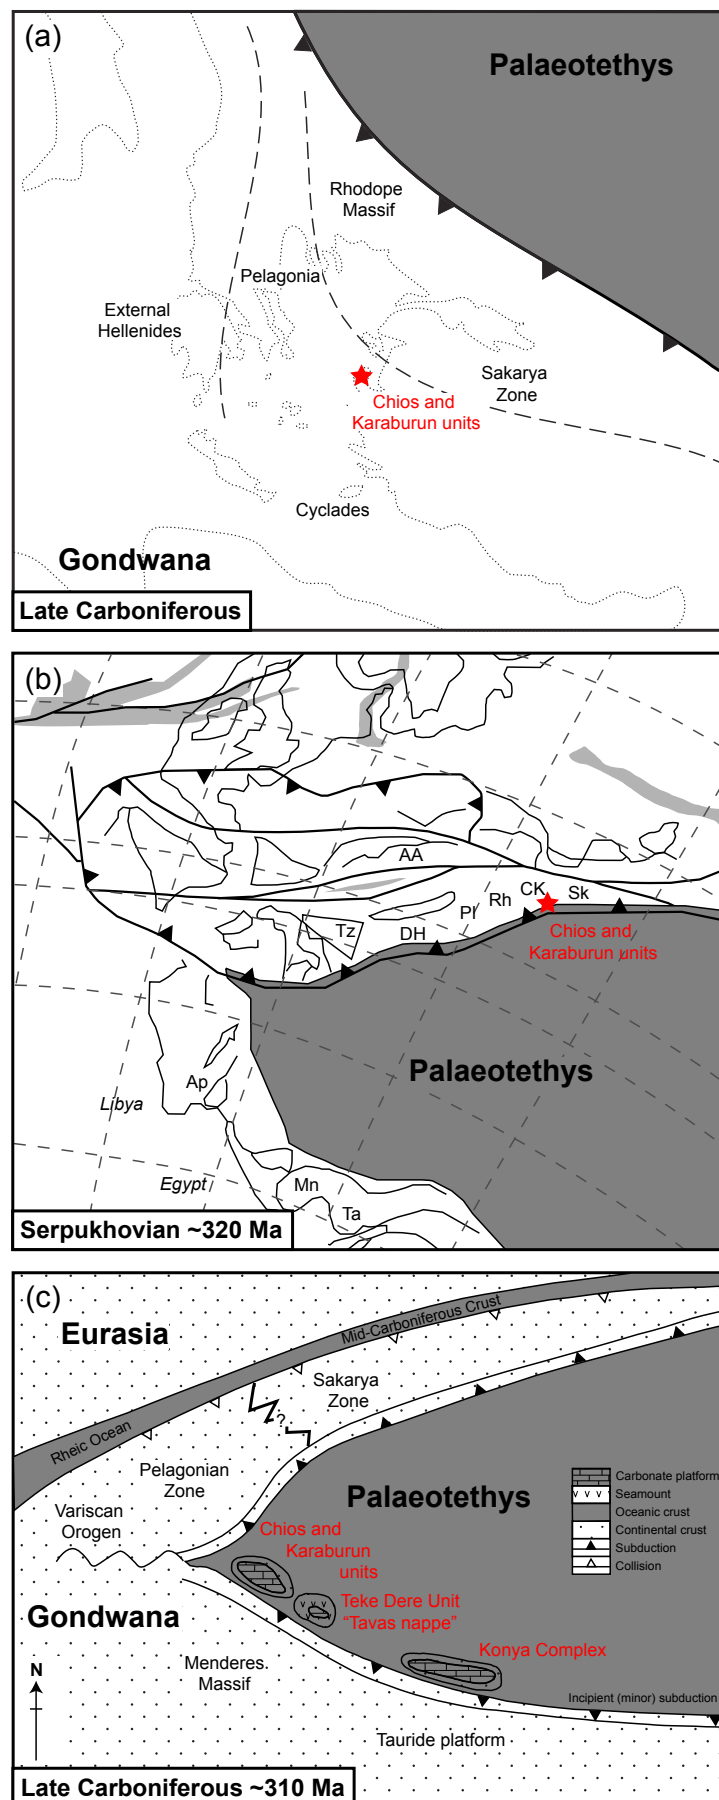 (a)
Palaeotethys
Rhodope
Massif
Pelagonia
External
Hellenides
Sakarya
Zone
Chios and
Karaburun units
Cyclades
Gondwana
Late Carboniferous
(b)
AA
CK
Sk
Rh
Pl
Tz
DH
Chios and
Karaburun units
Palaeotethys
Ap
Libya
Egypt
Mn
Ta
Serpukhovian ~320 Ma
(c)
Eurasia
Mid-Carboniferous Crust
Sakarya
Zone
?
Rheic Ocean
Pelagonian
Zone
Palaeotethys
Carbonate platform
Seamount
Oceanic crust
Continental crust
Subduction
Collision
Variscan
Orogen
Chios and
Karaburun
units
Teke Dere Unit
“Tavas nappe”
Gondwana
Konya Complex
Menderes.
Massif
N
Incipient (minor) subduction
Tauride platform
Late Carboniferous ~310 Ma